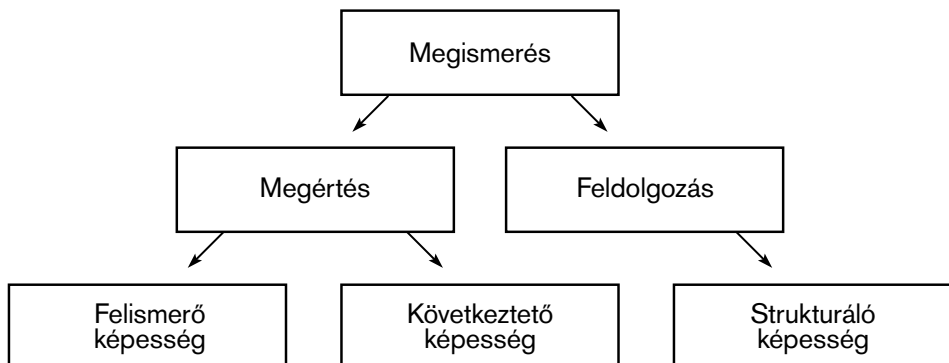 Megismerés
Megértés
Feldolgozás
Felismerő
képesség
Következtető
képesség
Strukturáló
képesség